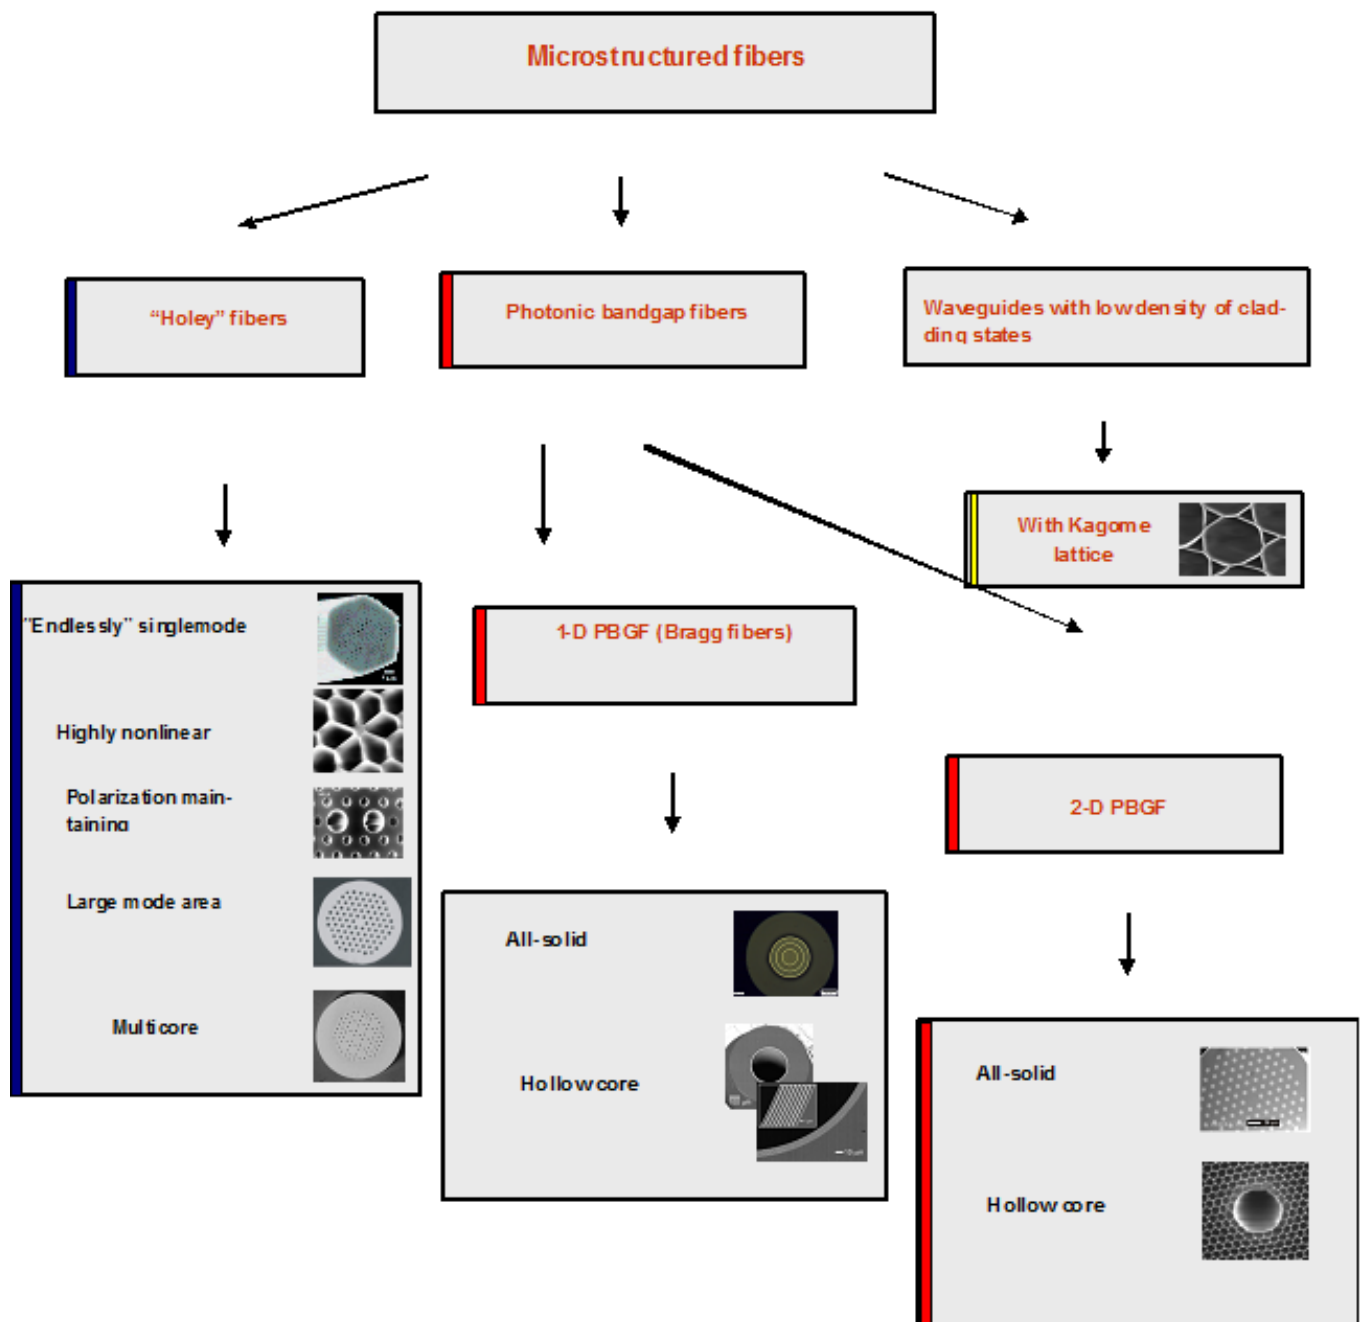 Microstructured fibers
“Holey” fibers
Photonic bandgap fibers
Waveguides with low density of clad-
ding states
With Kagome
lattice
"Endlessly" singlemode
Highly nonlinear
Polarization main-
taining
Large mode area
Multicore
1-D PBGF (Bragg fibers)
2-D PBGF
All-solid
Hollow core
All-solid
Hollow core